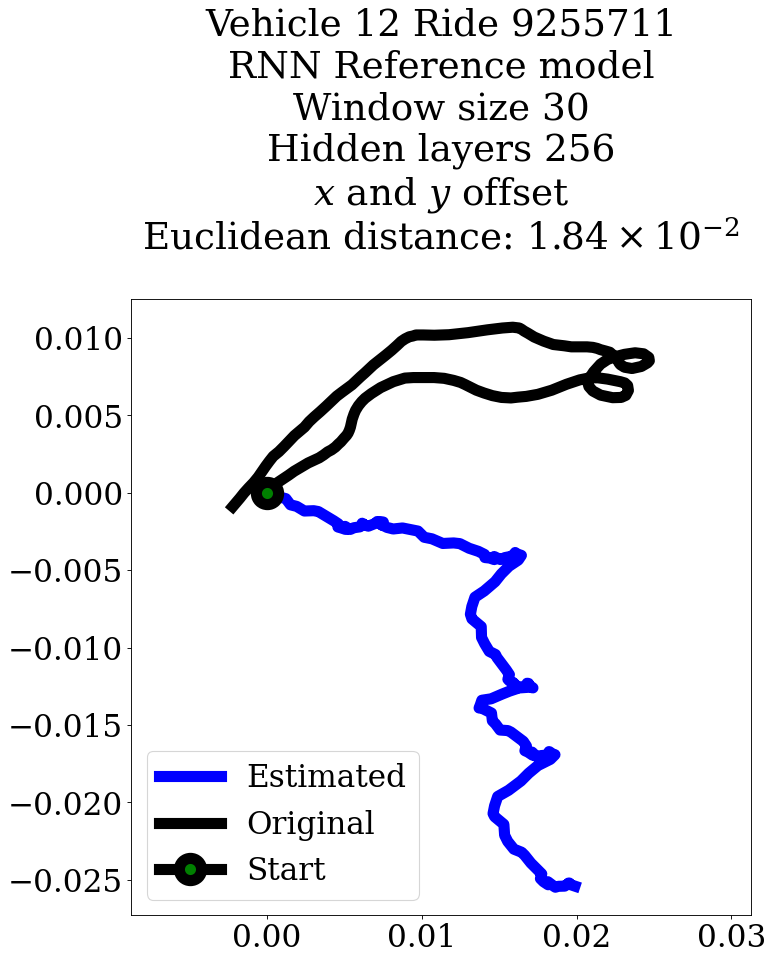 Vehicle 12 Ride 9255711
RNN Reference model
Window size 30
Hidden layers 256
x and y offset
Euclidean distance: 1.84 × 10⁻²
0.010
0.005
0.000
−0.005
−0.010
−0.015
−0.020
−0.025
Estimated
Original
Start
0.00 0.01 0.02 0.03